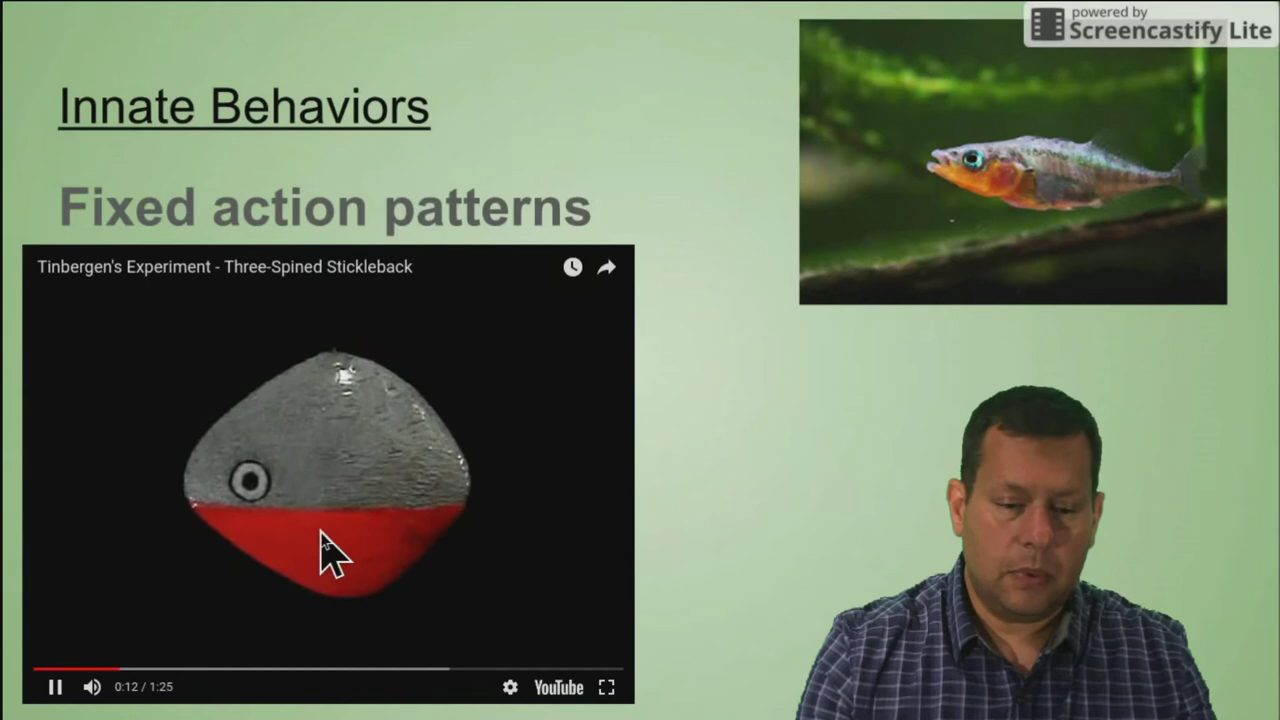 powered by
Screencastify Lite
Innate Behaviors
Fixed action patterns
Tinbergen's Experiment - Three-Spined Stickleback
0:12 / 1:25
YouTube